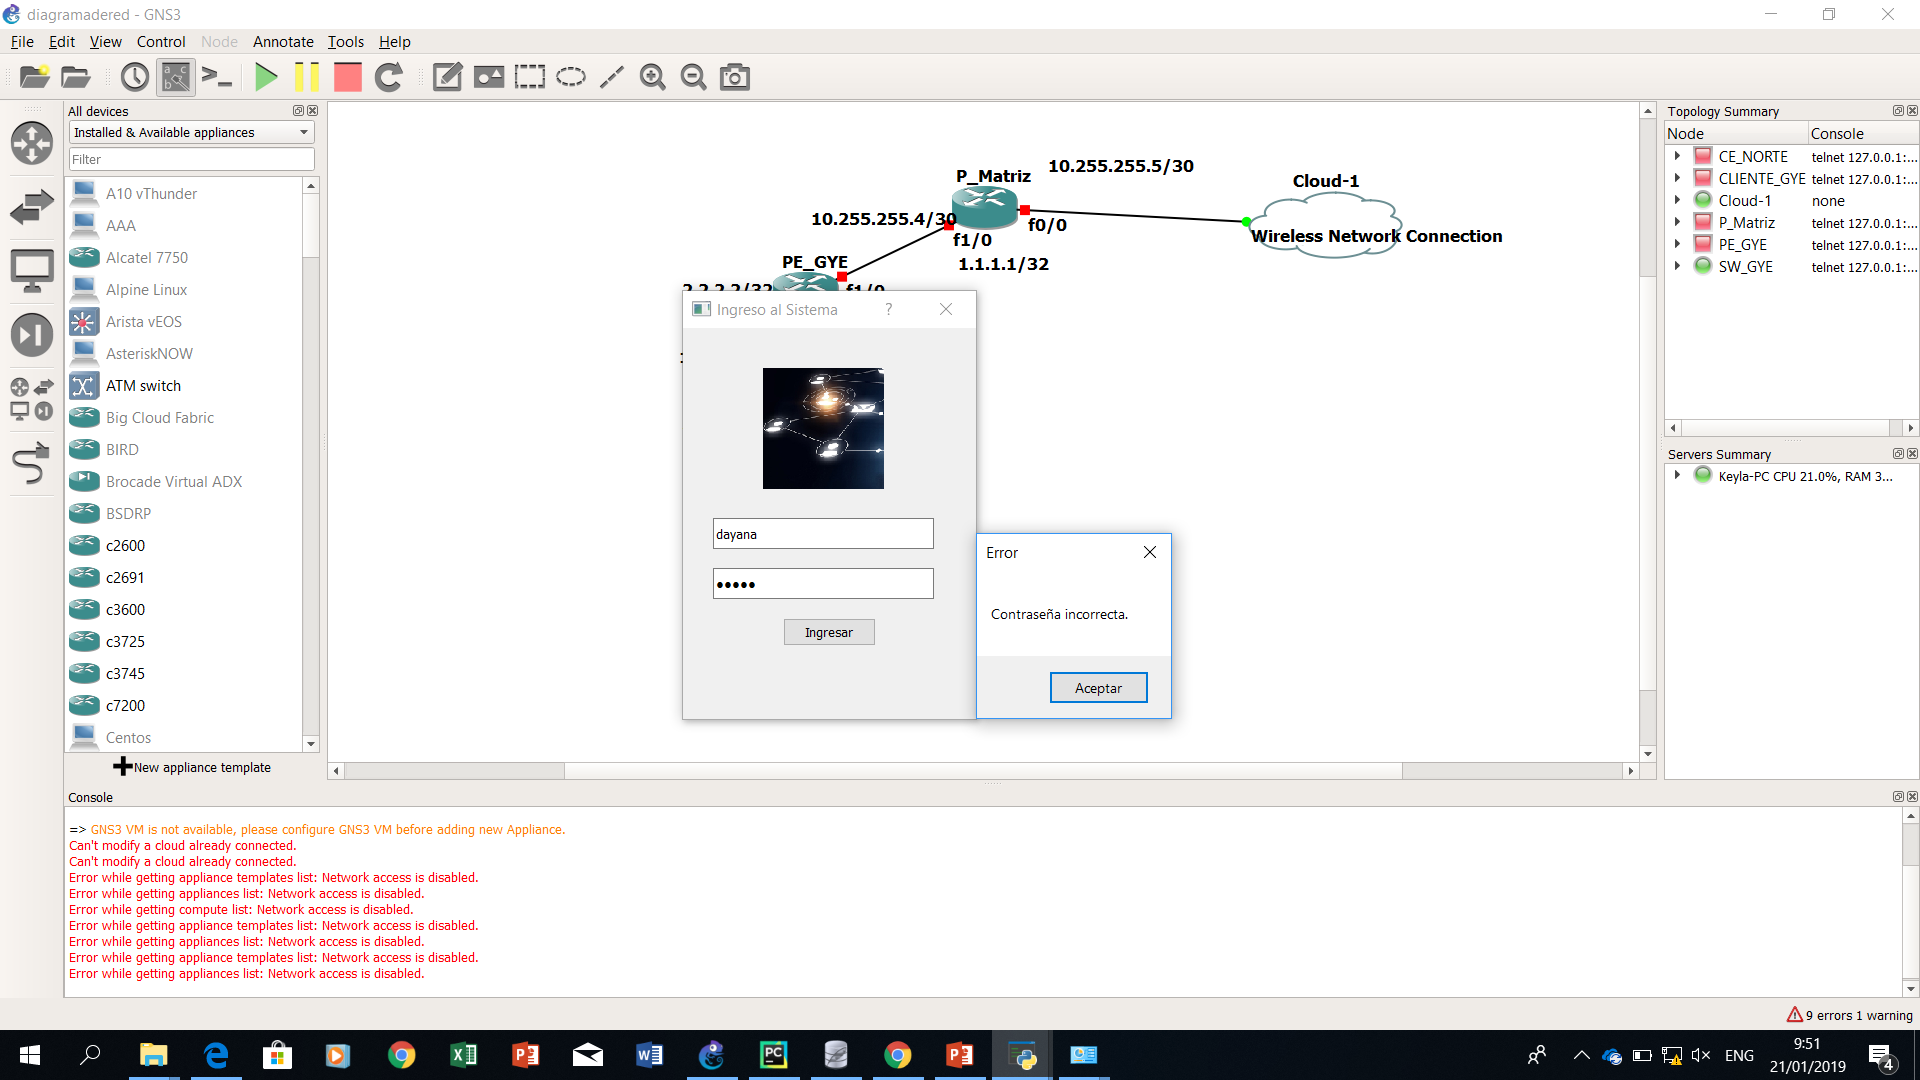 diagramadered - GNS3
File Edit View Control Node Annotate Tools Help
All devices
Installed & Available appliances
Filter
A10 vThunder
AAA
Alcatel 7750
Alpine Linux
Arista vEOS
AsteriskNOW
ATM switch
Big Cloud Fabric
BIRD
Brocade Virtual ADX
BSDRP
c2600
c2691
c3600
c3725
c3745
c7200
Centos
New appliance template
P_Matriz
10.255.255.5/30
Cloud-1
10.255.255.4/30
f0/0
f1/0
Wireless Network Connection
1.1.1.1/32
PE_GYE
2.2.2.2/32
f1/0
Ingreso al Sistema ?
dayana
•••••
Ingresar
Error
Contraseña incorrecta.
Aceptar
Topology Summary
Node Console
CE_NORTE telnet 127.0.0.1:...
CLIENTE_GYE telnet 127.0.0.1:...
Cloud-1 none
P_Matriz telnet 127.0.0.1:...
PE_GYE telnet 127.0.0.1:...
SW_GYE telnet 127.0.0.1:...
Servers Summary
Keyla-PC CPU 21.0%, RAM 3...
Console
=> GNS3 VM is not available, please configure GNS3 VM before adding new Appliance.
Can't modify a cloud already connected.
Can't modify a cloud already connected.
Error while getting appliance templates list: Network access is disabled.
Error while getting appliances list: Network access is disabled.
Error while getting compute list: Network access is disabled.
Error while getting appliance templates list: Network access is disabled.
Error while getting appliances list: Network access is disabled.
Error while getting appliance templates list: Network access is disabled.
Error while getting appliances list: Network access is disabled.
9 errors 1 warning
ENG
9:51
21/01/2019
4